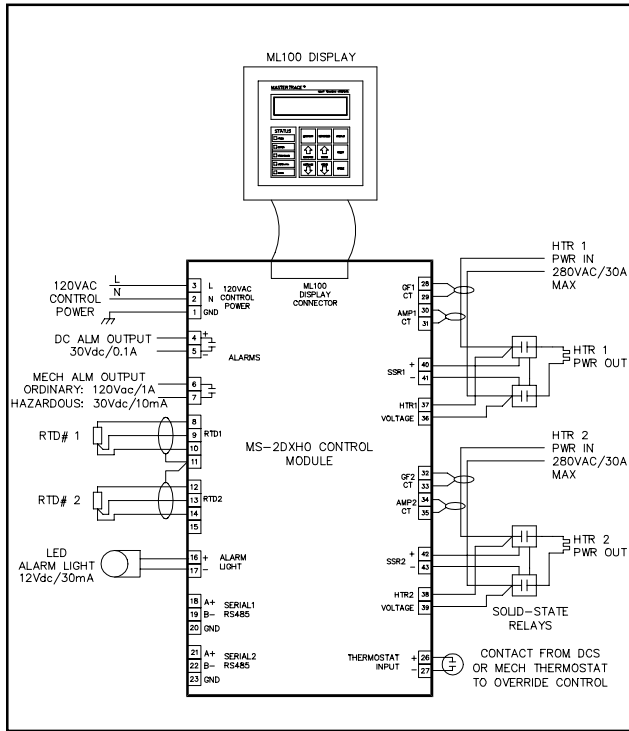 ML100 DISPLAY
MASTERTRACE
STATUS
ML100
DISPLAY
CONNECTOR
120VAC
CONTROL
POWER
L
N
3 L
2 N
1 GND
120VAC
CONTROL
POWER
DC ALM OUTPUT
30Vdc/0.1A
4 +
5 -
ALARMS
MECH ALM OUTPUT
ORDINARY: 120Vac/1A
HAZARDOUS: 30Vdc/10mA
6
7
RTD# 1
8
9 RTD1
10
11
RTD# 2
12
13 RTD2
14
15
LED
ALARM LIGHT
12Vdc/30mA
16 + ALARM
17 - LIGHT
18 A+ SERIAL1
19 B- RS485
20 GND
21 A+ SERIAL2
22 B- RS485
23 GND
MS-2DXHO CONTROL
MODULE
GF1 28
CT 29
AMP1 30
CT 31
SSR1 + 40
- 41
HTR1 37
VOLTAGE 36
GF2 32
CT 33
AMP2 34
CT 35
SSR2 + 42
- 43
HTR2 38
VOLTAGE 39
THERMOSTAT + 26
INPUT - 27
HTR 1
PWR IN
280VAC/30A
MAX
HTR 1
PWR OUT
HTR 2
PWR IN
280VAC/30A
MAX
HTR 2
PWR OUT
SOLID-STATE
RELAYS
CONTACT FROM DCS
OR MECH THERMOSTAT
TO OVERRIDE CONTROL